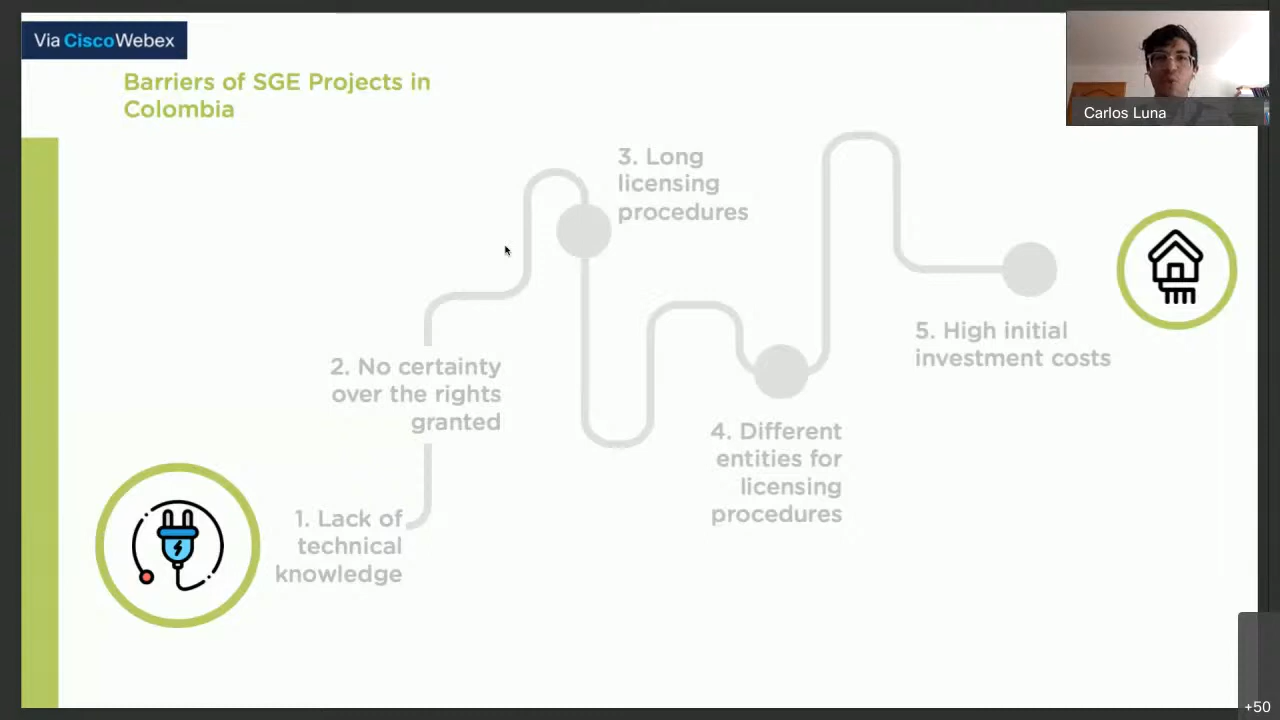 Via CiscoWebex
Barriers of SGE Projects in
Colombia
Carlos Luna
3. Long
licensing
procedures
2. No certainty
over the rights
granted
5. High initial
investment costs
4. Different
entities for
licensing
procedures
1. Lack of
technical
knowledge
+50